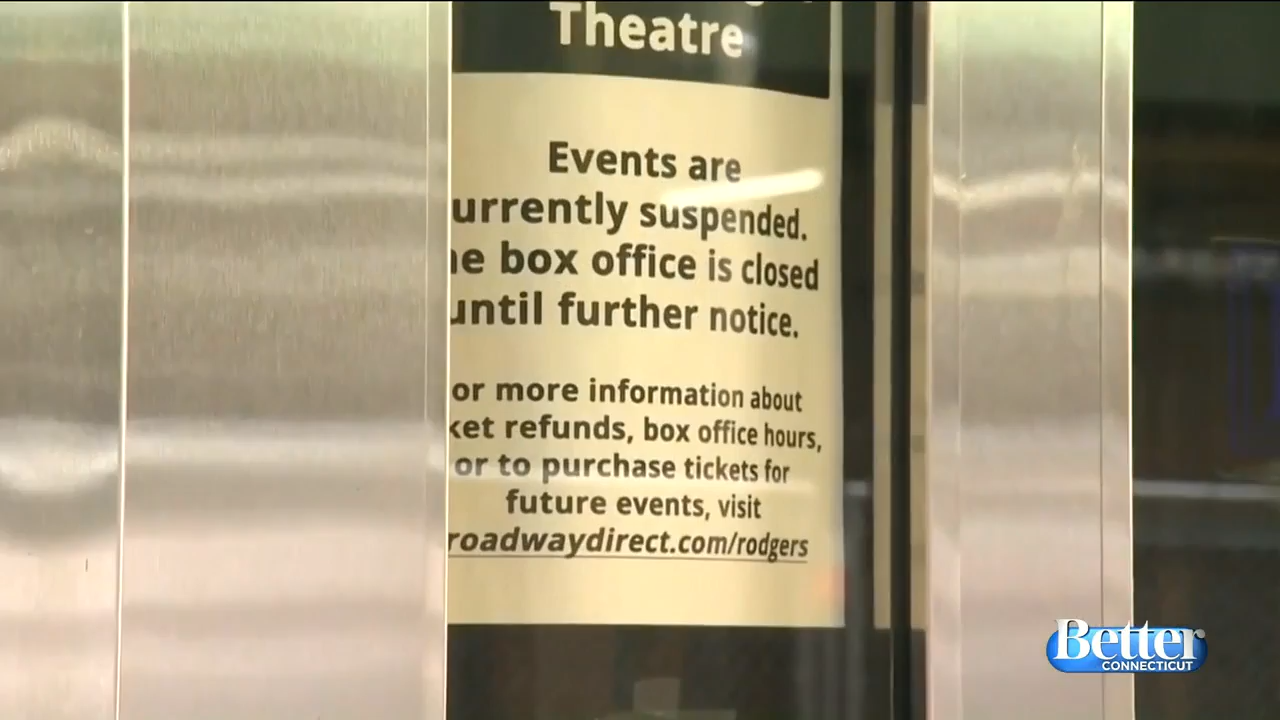 Theatre
Events are
urrently suspended.
he box office is closed
until further notice.
or more information about
ket refunds, box office hours,
or to purchase tickets for
future events, visit
roadwaydirect.com/rodgers
Better
CONNECTICUT